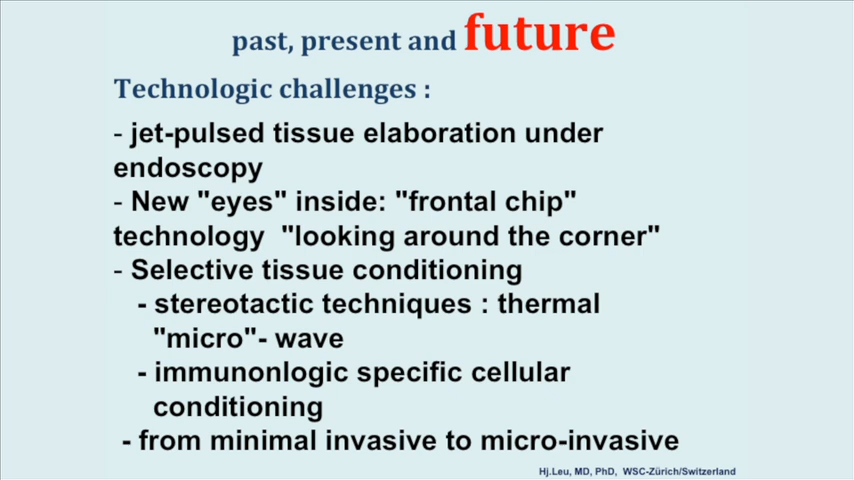 past, present and future
Technologic challenges :
- jet-pulsed tissue elaboration under
endoscopy
- New "eyes" inside: "frontal chip"
technology "looking around the corner"
- Selective tissue conditioning
- stereotactic techniques : thermal
"micro"- wave
- immunonlogic specific cellular
conditioning
- from minimal invasive to micro-invasive
Hj.Leu, MD, PhD, WSC-Zürich/Switzerland